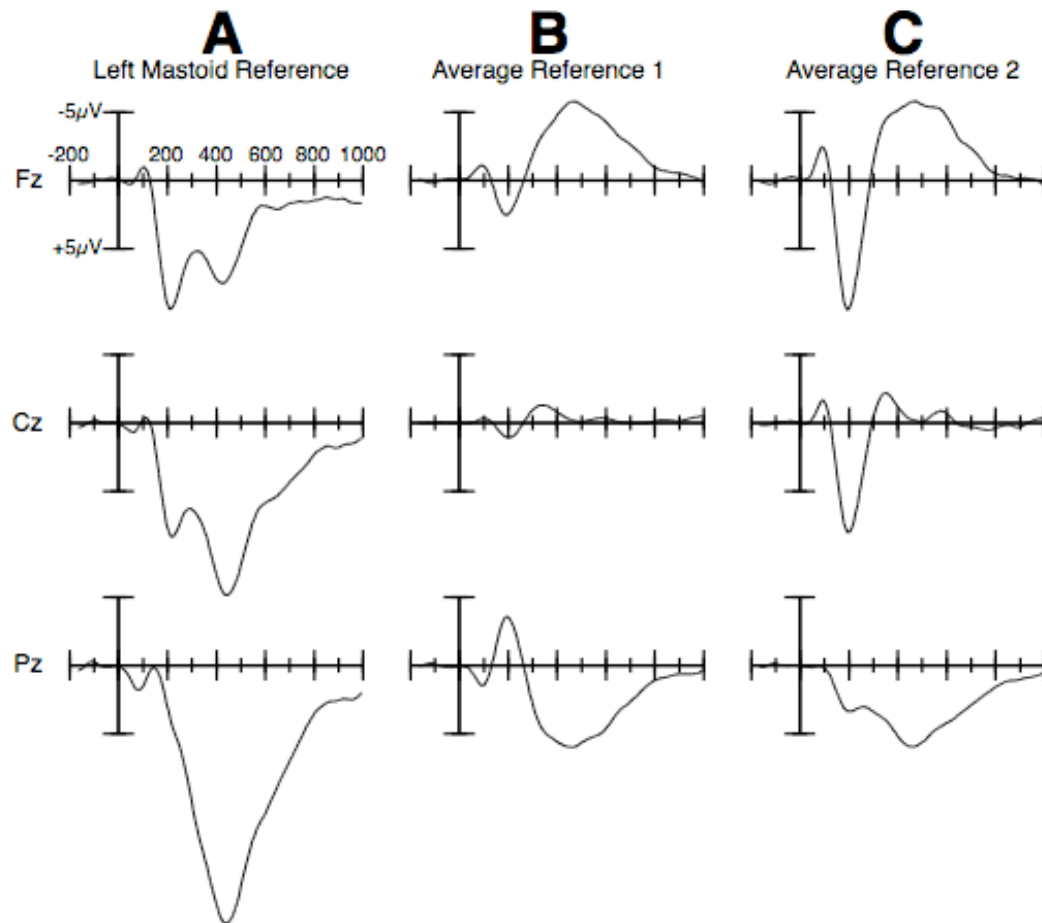 A B C
Left Mastoid Reference Average Reference 1 Average Reference 2
-5µV
-200 200 400 600 800 1000
Fz
+5µV
Cz
Pz